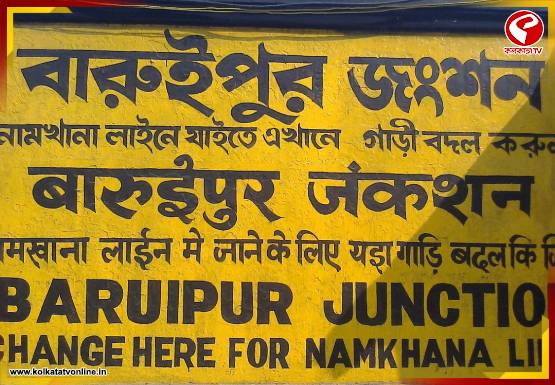 কলকাতা TV
বারুইপুর জংশন
নামখানা লাইনে যাইতে এখানে গাড়ী বদল করুন
बारुईपुर जंकशन
मखाना लाईन मे जाने के लिए यहा गाड़ि बदल कि
BARUIPUR JUNCTIO
CHANGE HERE FOR NAMKHANA LI
www.kolkatatvonline.in